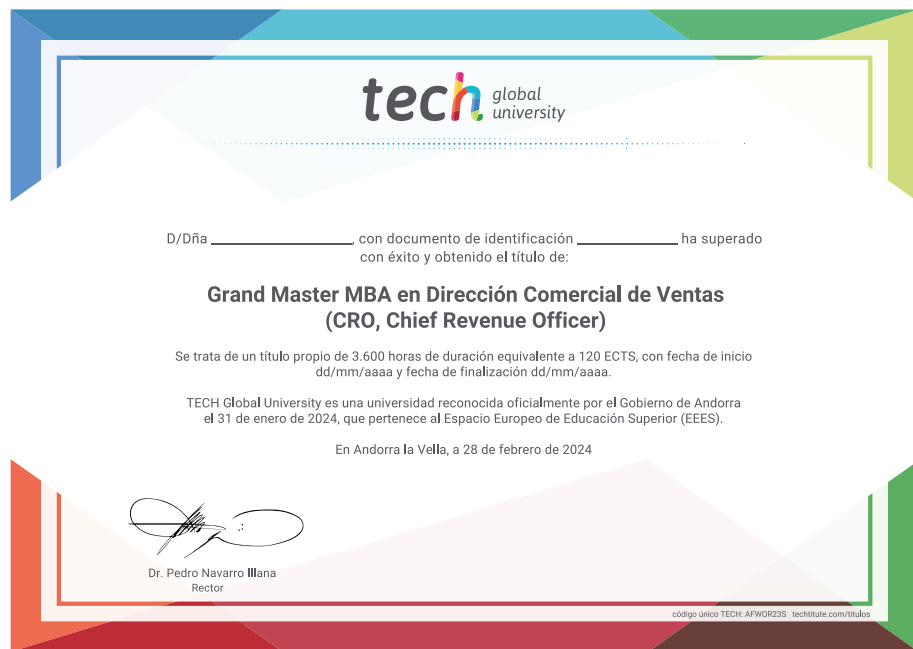 tech global
university
D/Dña ____________________, con documento de identificación ______________ ha superado
con éxito y obtenido el título de:
Grand Master MBA en Dirección Comercial de Ventas
(CRO, Chief Revenue Officer)
Se trata de un título propio de 3.600 horas de duración equivalente a 120 ECTS, con fecha de inicio
dd/mm/aaaa y fecha de finalización dd/mm/aaaa.
TECH Global University es una universidad reconocida oficialmente por el Gobierno de Andorra
el 31 de enero de 2024, que pertenece al Espacio Europeo de Educación Superior (EEES).
En Andorra la Vella, a 28 de febrero de 2024
Dr. Pedro Navarro Illana
Rector
código único TECH: AFWOR23S techtitute.com/titulos